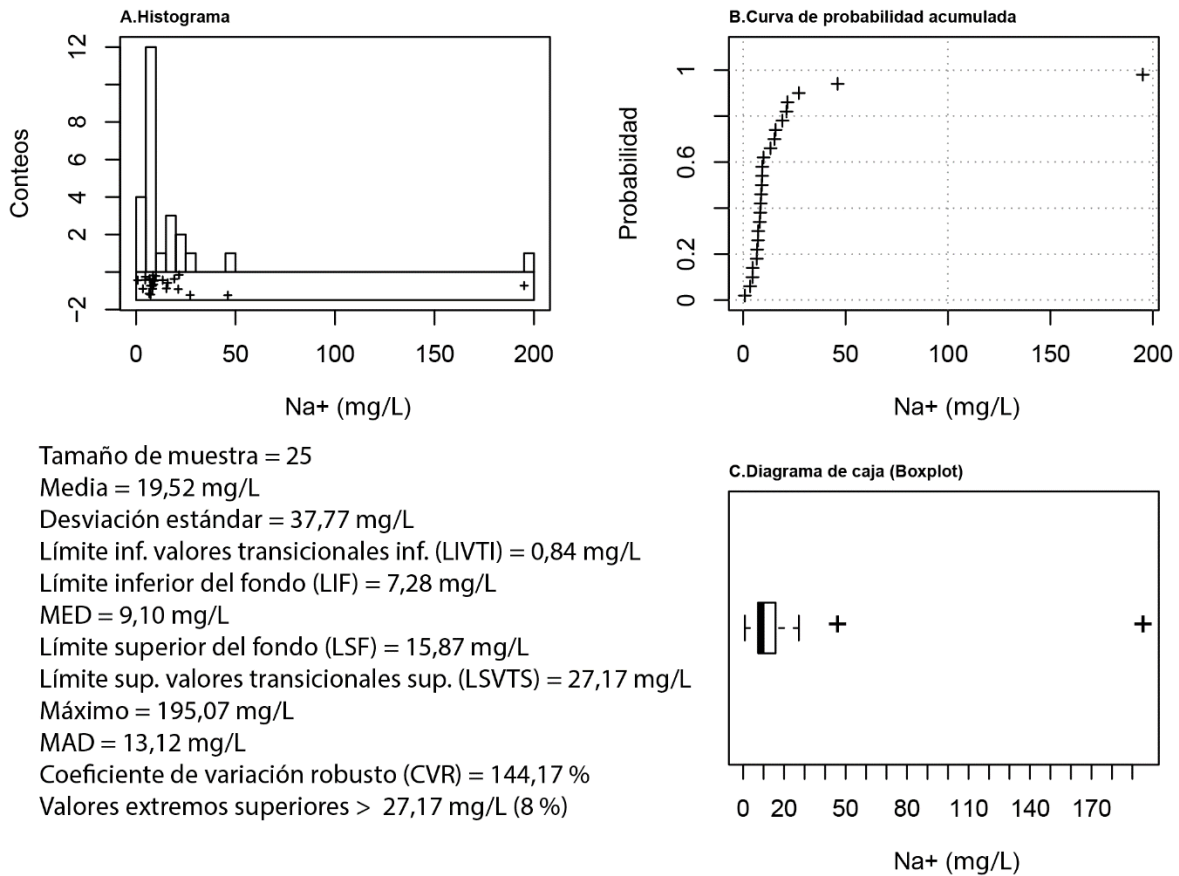 A.Histograma
12
8
6
4
2
−2
Conteos
0
50
100
150
200
Na+ (mg/L)
B.Curva de probabilidad acumulada
1
0.6
0.2
0
Probabilidad
0
50
100
150
200
Na+ (mg/L)
Tamaño de muestra = 25
Media = 19,52 mg/L
Desviación estándar = 37,77 mg/L
Límite inf. valores transicionales inf. (LIVTI) = 0,84 mg/L
Límite inferior del fondo (LIF) = 7,28 mg/L
MED = 9,10 mg/L
Límite superior del fondo (LSF) = 15,87 mg/L
Límite sup. valores transicionales sup. (LSVTS) = 27,17 mg/L
Máximo = 195,07 mg/L
MAD = 13,12 mg/L
Coeficiente de variación robusto (CVR) = 144,17 %
Valores extremos superiores > 27,17 mg/L (8 %)
C.Diagrama de caja (Boxplot)
0 20 50 80 110 140 170
Na+ (mg/L)